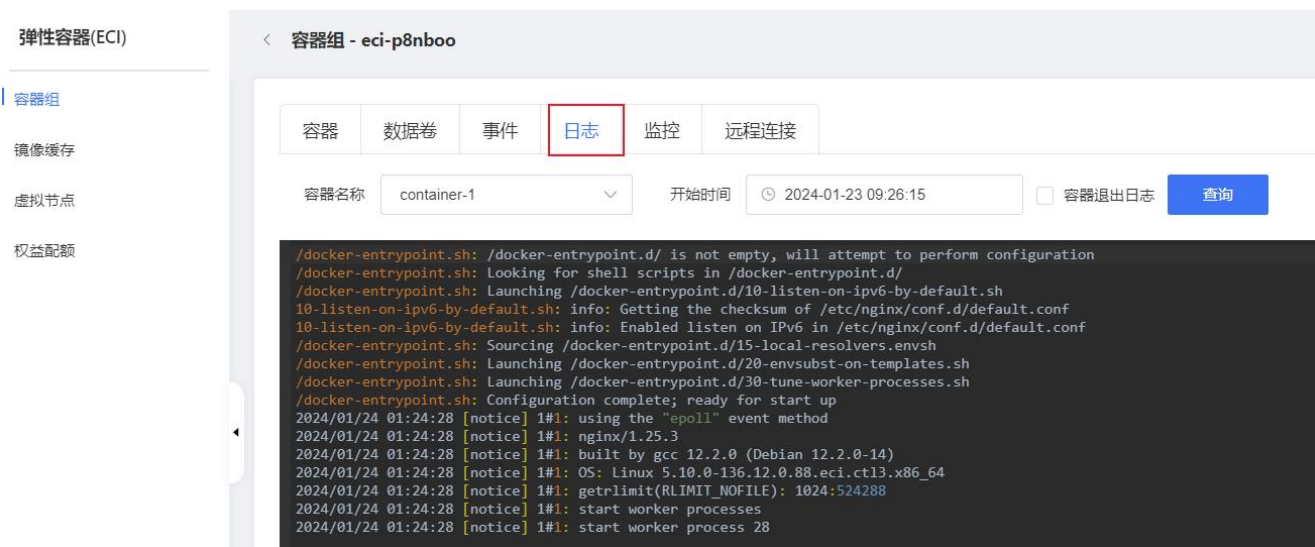 弹性容器(ECI)
容器组 - eci-p8nboo
容器组
镜像缓存
虚拟节点
权益配额
容器 数据卷 事件 日志 监控 远程连接
容器名称 container-1 开始时间 2024-01-23 09:26:15 容器退出日志 查询
/docker-entrypoint.sh: /docker-entrypoint.d/ is not empty, will attempt to perform configuration
/docker-entrypoint.sh: Looking for shell scripts in /docker-entrypoint.d/
/docker-entrypoint.sh: Launching /docker-entrypoint.d/10-listen-on-ipv6-by-default.sh
10-listen-on-ipv6-by-default.sh: info: Getting the checksum of /etc/nginx/conf.d/default.conf
10-listen-on-ipv6-by-default.sh: info: Enabled listen on IPv6 in /etc/nginx/conf.d/default.conf
/docker-entrypoint.sh: Sourcing /docker-entrypoint.d/15-local-resolvers.envsh
/docker-entrypoint.sh: Launching /docker-entrypoint.d/20-envsubst-on-templates.sh
/docker-entrypoint.sh: Launching /docker-entrypoint.d/30-tune-worker-processes.sh
/docker-entrypoint.sh: Configuration complete; ready for start up
2024/01/24 01:24:28 [notice] 1#1: using the "epoll" event method
2024/01/24 01:24:28 [notice] 1#1: nginx/1.25.3
2024/01/24 01:24:28 [notice] 1#1: built by gcc 12.2.0 (Debian 12.2.0-14)
2024/01/24 01:24:28 [notice] 1#1: OS: Linux 5.10.0-136.12.0.88.eci.ctl3.x86_64
2024/01/24 01:24:28 [notice] 1#1: getrlimit(RLIMIT_NOFILE): 1024:524288
2024/01/24 01:24:28 [notice] 1#1: start worker processes
2024/01/24 01:24:28 [notice] 1#1: start worker process 28